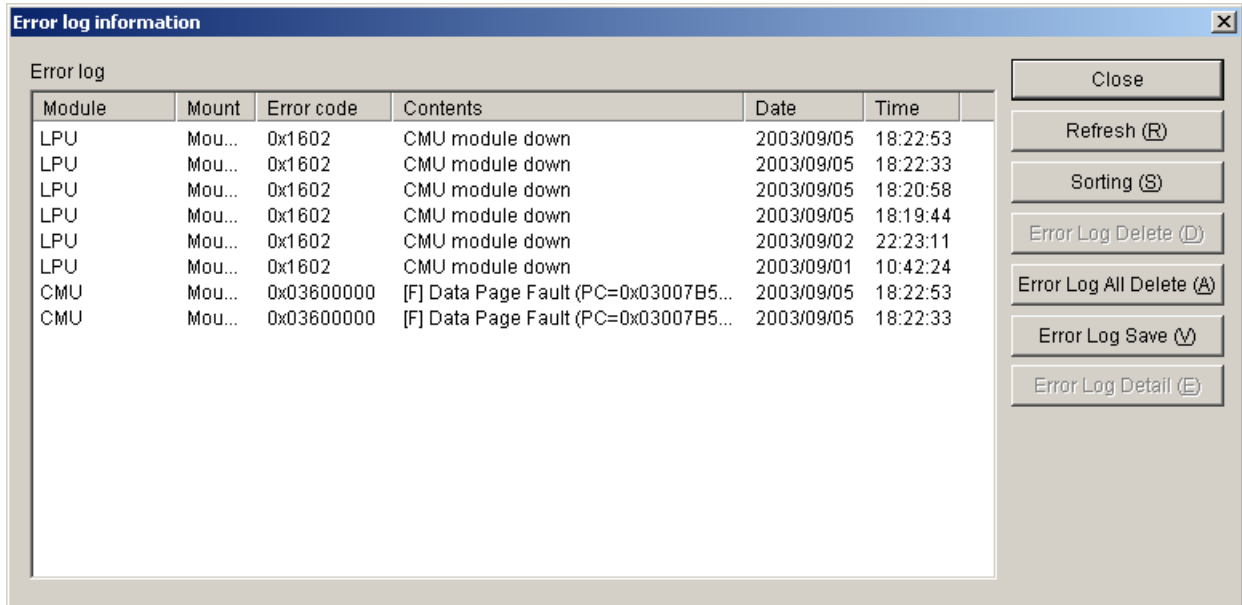 Error log information
Error log
Module Mount Error code Contents Date Time
LPU Mou... 0x1602 CMU module down 2003/09/05 18:22:53
LPU Mou... 0x1602 CMU module down 2003/09/05 18:22:33
LPU Mou... 0x1602 CMU module down 2003/09/05 18:20:58
LPU Mou... 0x1602 CMU module down 2003/09/05 18:19:44
LPU Mou... 0x1602 CMU module down 2003/09/02 22:23:11
LPU Mou... 0x1602 CMU module down 2003/09/01 10:42:24
CMU Mou... 0x03600000 [F] Data Page Fault (PC=0x03007B5... 2003/09/05 18:22:53
CMU Mou... 0x03600000 [F] Data Page Fault (PC=0x03007B5... 2003/09/05 18:22:33
Close
Refresh (R)
Sorting (S)
Error Log Delete (D)
Error Log All Delete (A)
Error Log Save (V)
Error Log Detail (E)